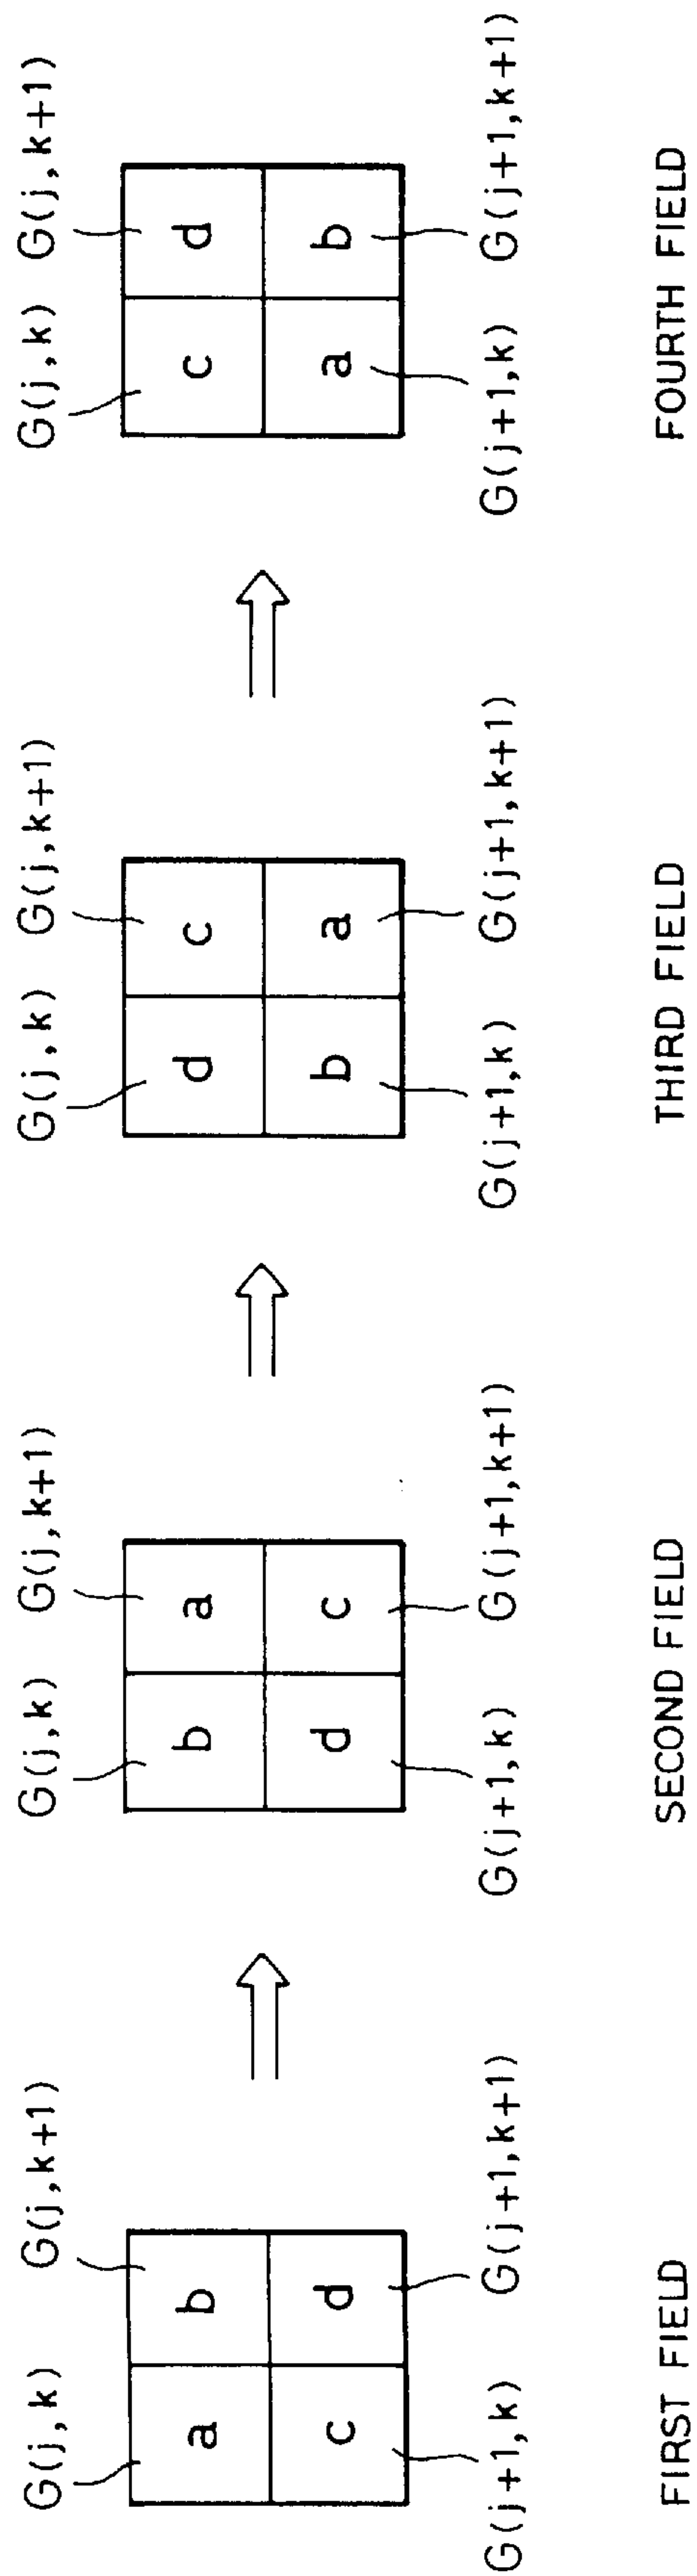 G(j,k) G(j,k+1)
a b
c d
G(j+1,k) G(j+1,k+1)
FIRST FIELD
G(j,k) G(j,k+1)
b a
d c
G(j+1,k) G(j+1,k+1)
SECOND FIELD
G(j,k) G(j,k+1)
d c
b a
G(j+1,k) G(j+1,k+1)
THIRD FIELD
G(j,k) G(j,k+1)
c d
a b
G(j+1,k) G(j+1,k+1)
FOURTH FIELD